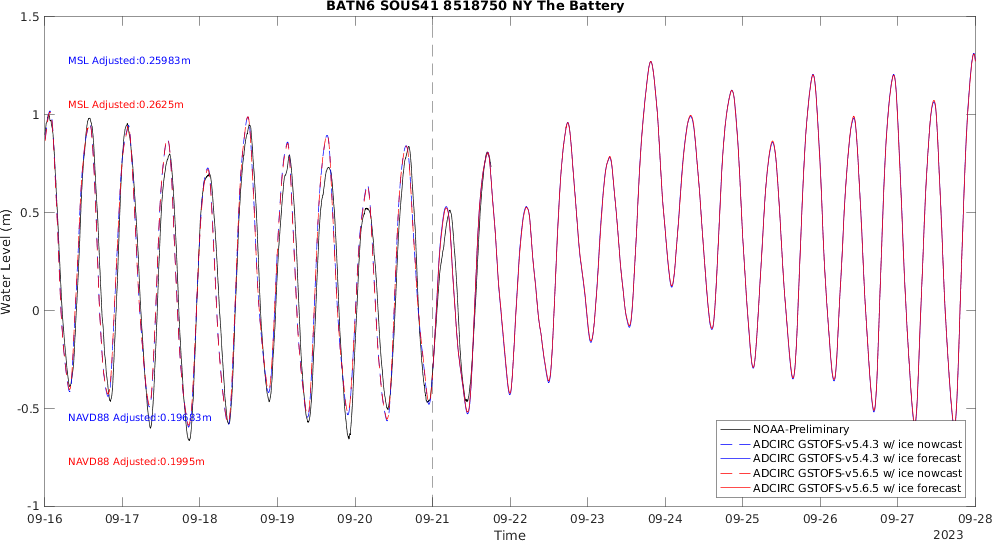 BATN6 SOUS41 8518750 NY The Battery
1.5
MSL Adjusted:0.25983m
MSL Adjusted:0.2625m
1
0.5
Water Level (m)
0
-0.5
NAVD88 Adjusted:0.19683m
NAVD88 Adjusted:0.1995m
-1
NOAA-Preliminary
ADCIRC GSTOFS-v5.4.3 w/ ice nowcast
ADCIRC GSTOFS-v5.4.3 w/ ice forecast
ADCIRC GSTOFS-v5.6.5 w/ ice nowcast
ADCIRC GSTOFS-v5.6.5 w/ ice forecast
09-16 09-17 09-18 09-19 09-20 09-21 09-22 09-23 09-24 09-25 09-26 09-27 09-28
Time
2023